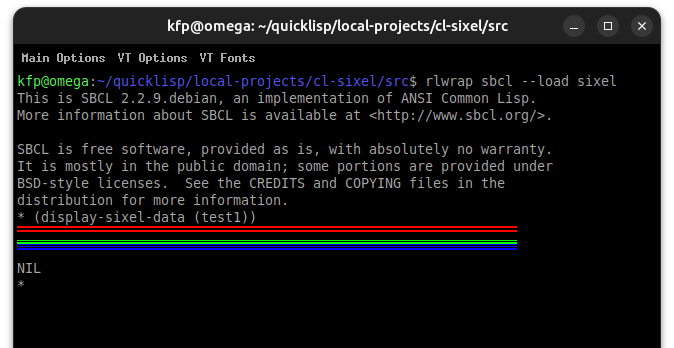 kfp@omega: ~/quicklisp/local-projects/cl-sixel/src
Main Options  VT Options  VT Fonts
kfp@omega:~/quicklisp/local-projects/cl-sixel/src$ rlwrap sbcl --load sixel
This is SBCL 2.2.9.debian, an implementation of ANSI Common Lisp.
More information about SBCL is available at <http://www.sbcl.org/>.
SBCL is free software, provided as is, with absolutely no warranty.
It is mostly in the public domain; some portions are provided under
BSD-style licenses.  See the CREDITS and COPYING files in the
distribution for more information.
* (display-sixel-data (test1))
NIL
*